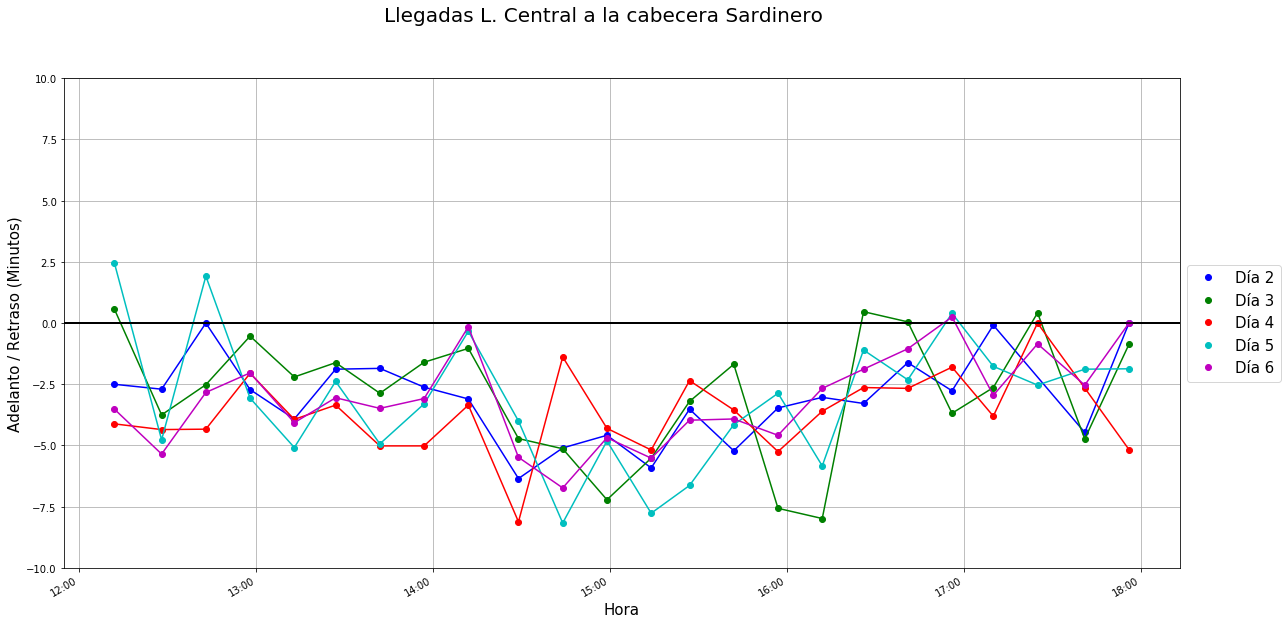 Llegadas L. Central a la cabecera Sardinero
Adelanto / Retraso (Minutos)
10.0
7.5
5.0
2.5
0.0
−2.5
−5.0
−7.5
−10.0
12:00
13:00
14:00
15:00
16:00
17:00
18:00
Hora
Día 2
Día 3
Día 4
Día 5
Día 6